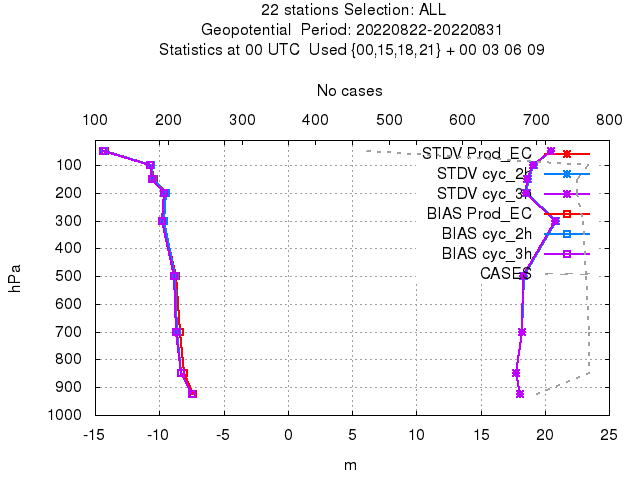 22 stations Selection: ALL
Geopotential  Period: 20220822-20220831
Statistics at 00 UTC  Used {00,15,18,21} + 00 03 06 09
No cases
100 200 300 400 500 600 700 800
STDV Prod_EC
STDV cyc_2h
STDV cyc_3h
BIAS Prod_EC
BIAS cyc_2h
BIAS cyc_3h
CASES
hPa
100
200
300
400
500
600
700
800
900
1000
-15 -10 -5 0 5 10 15 20 25
m